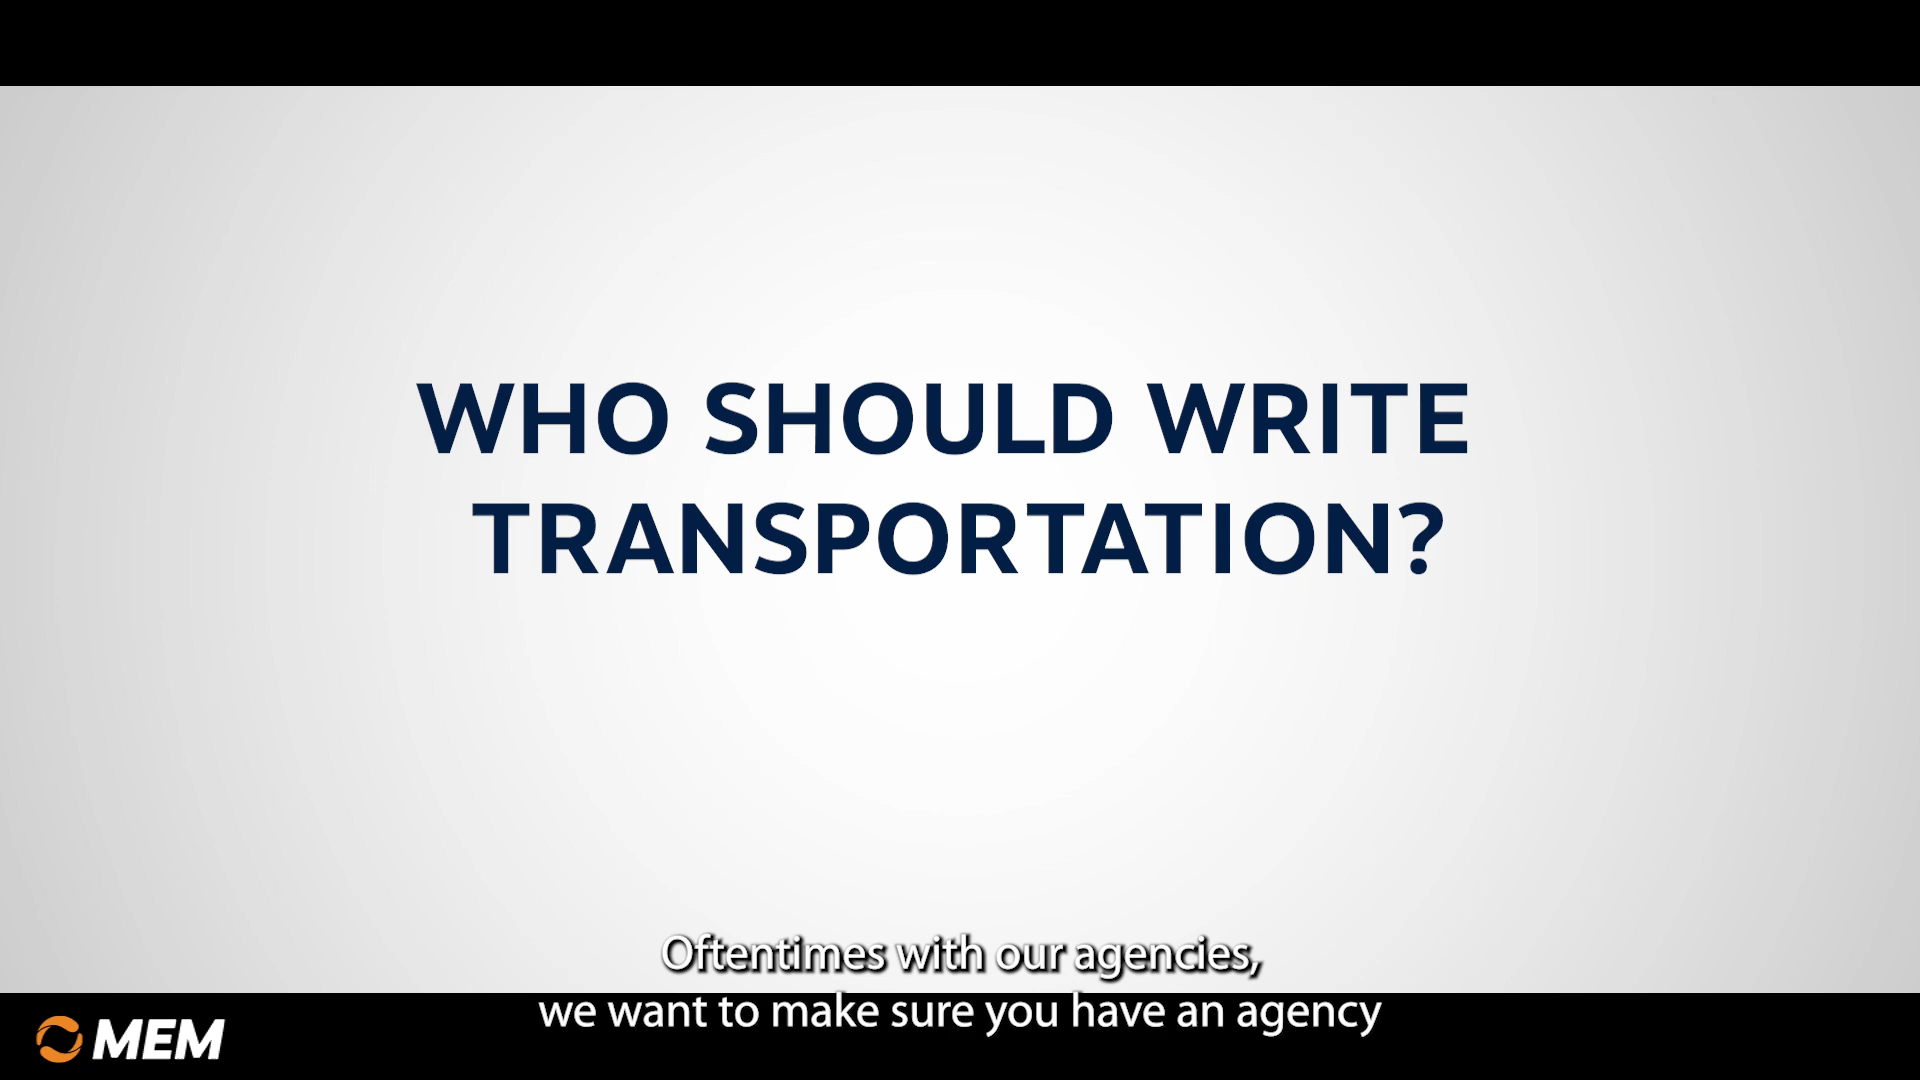 WHO SHOULD WRITE
TRANSPORTATION?
Oftentimes with our agencies,
we want to make sure you have an agency
MEM